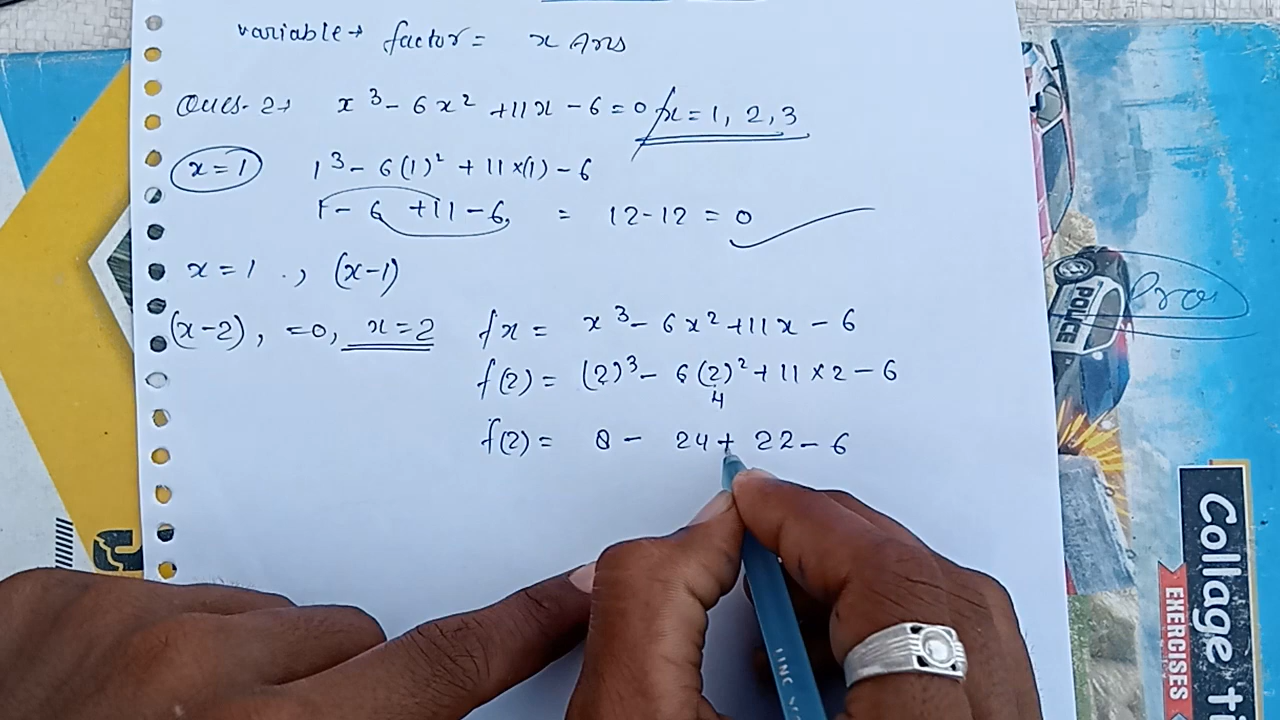 variable → factor = x Ans
Ques. 2 → x³ - 6x² + 11x - 6 = 0 / x = 1, 2, 3
x = 1 1³ - 6(1)² + 11×(1) - 6
1 - 6 + 11 - 6, = 12 - 12 = 0
x = 1 ., (x-1)
(x-2), =0, x=2 fx = x³ - 6x² + 11x - 6
f(2) = (2)³ - 6(2)² + 11 × 2 - 6
4
f(2) = 8 - 24 + 22 - 6
POLICE
Collage
EXERCISES